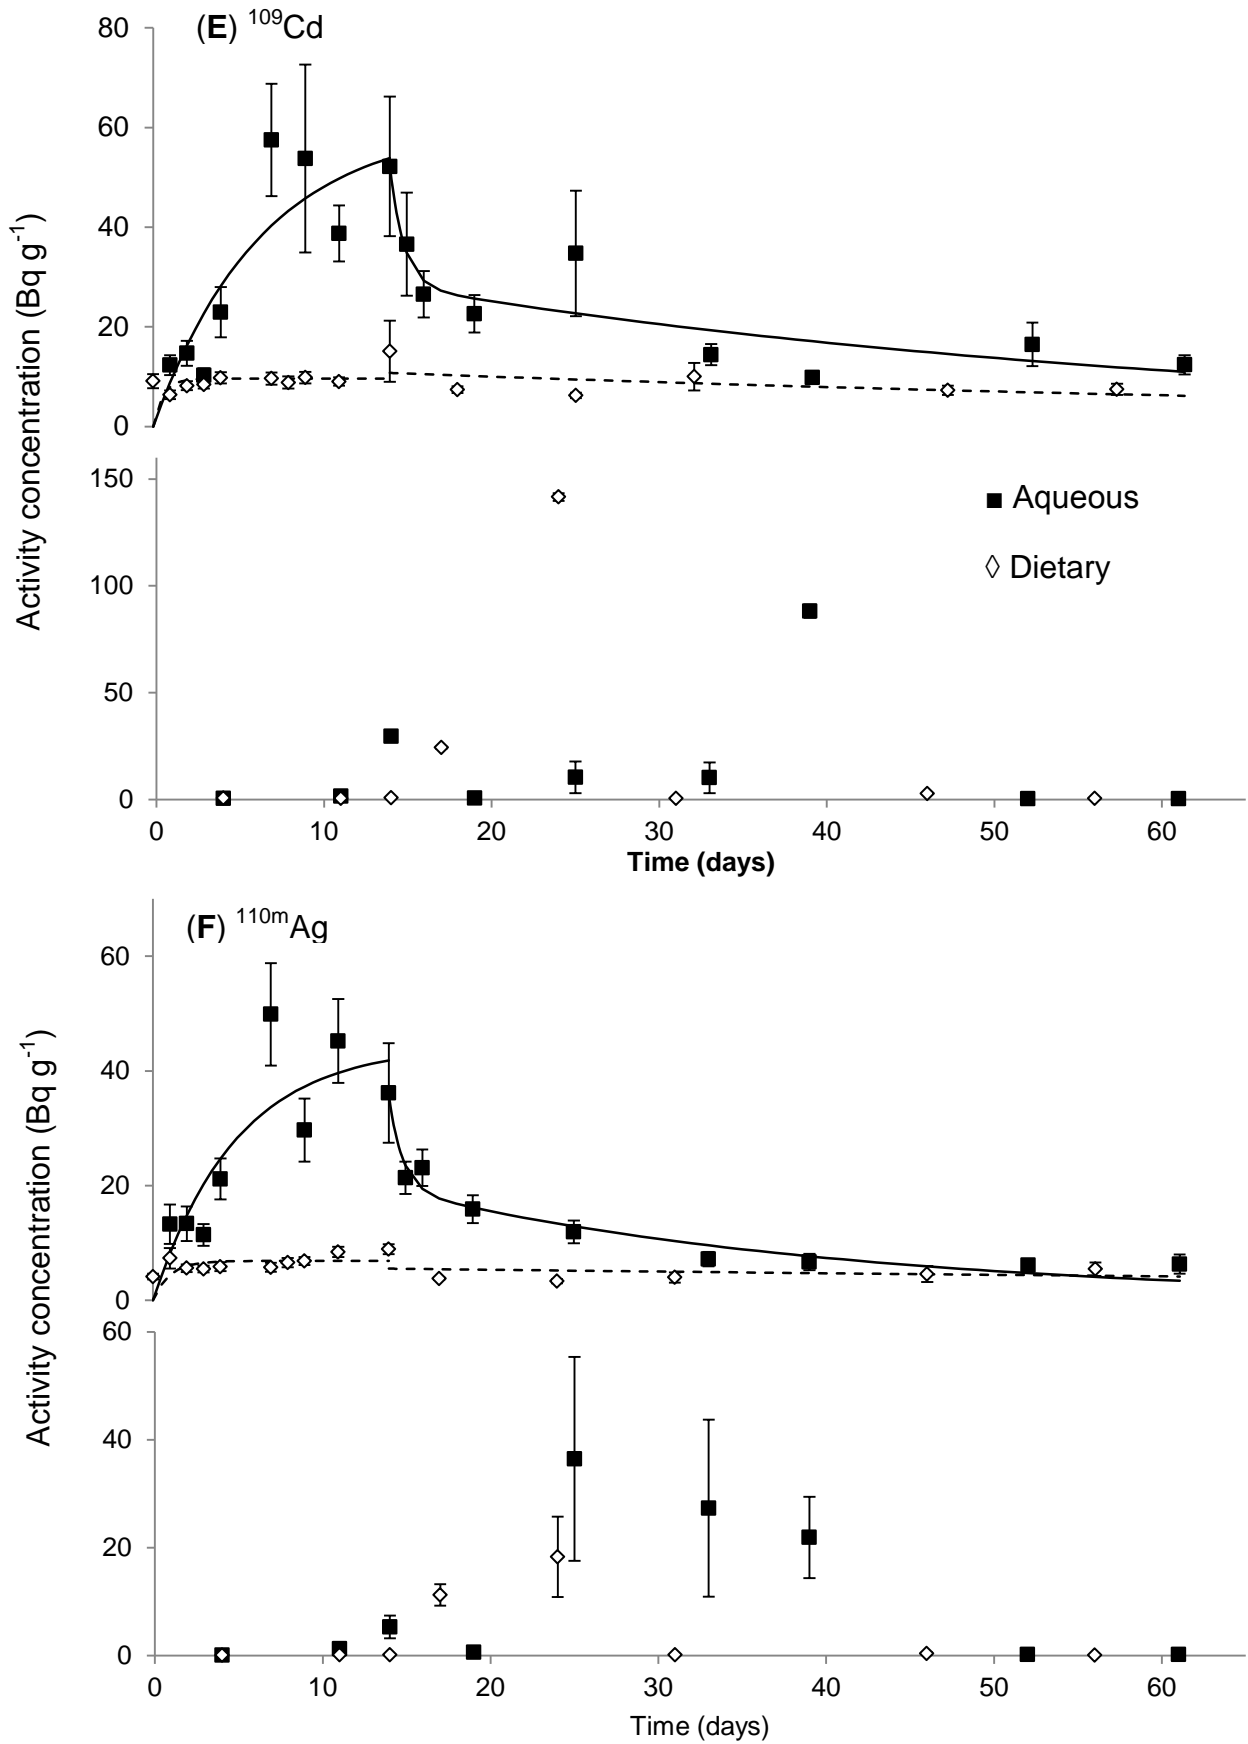 (E) 109Cd
80
60
40
20
0
Activity concentration (Bq g-1)
150
100
50
0
■ Aqueous
◇ Dietary
0 10 20 30 40 50 60
Time (days)
(F) 110mAg
60
40
20
0
Activity concentration (Bq g-1)
60
40
20
0
0 10 20 30 40 50 60
Time (days)